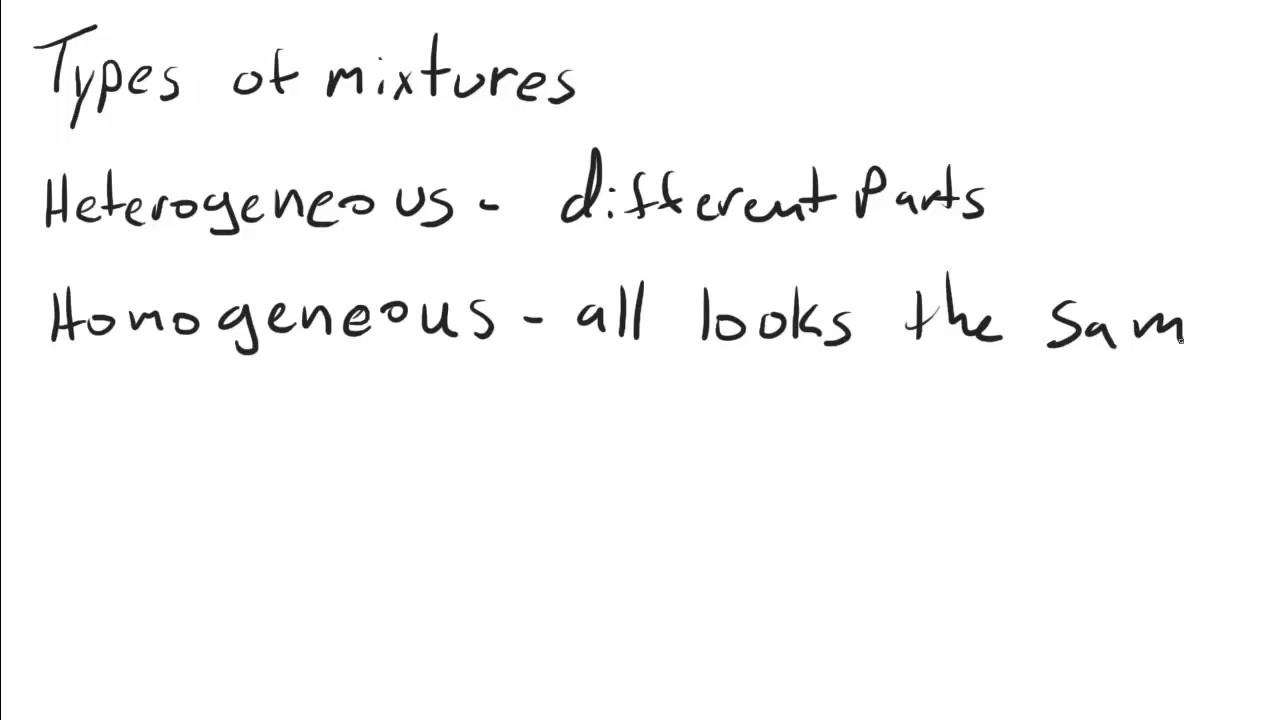 Types of mixtures
Heterogeneous - different Parts
Homogeneous - all looks the sam